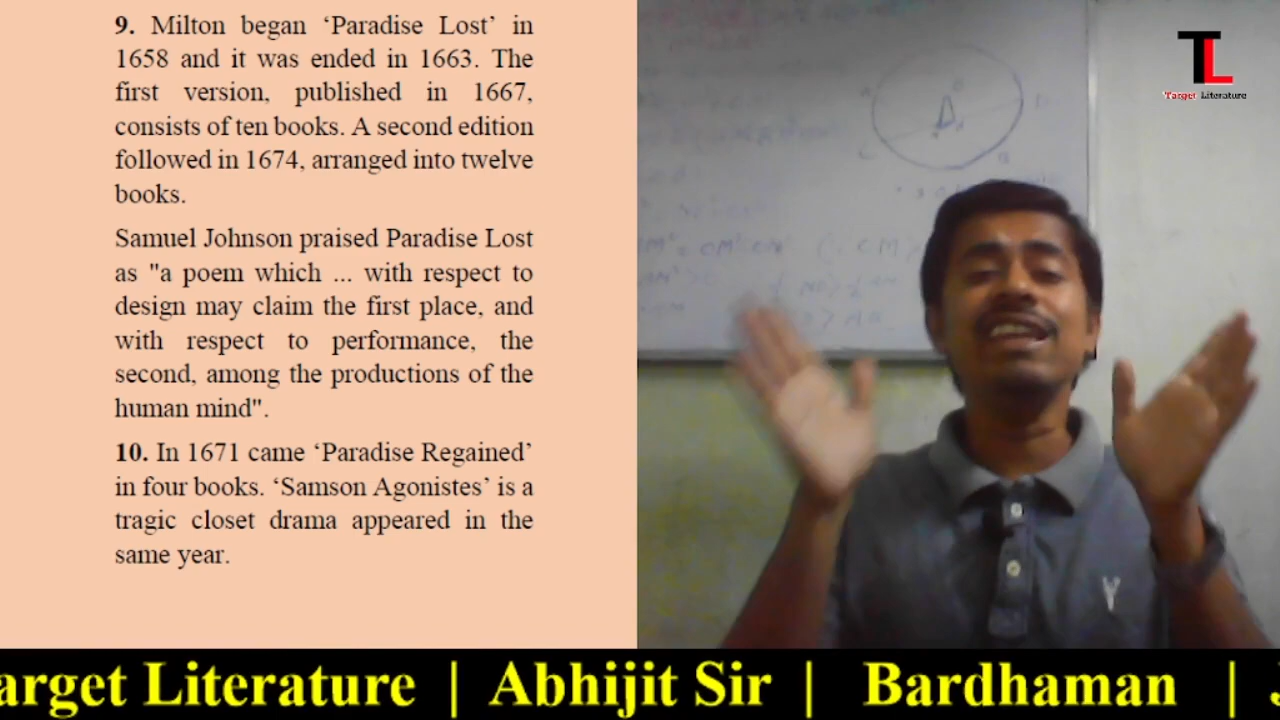 9. Milton began ‘Paradise Lost’ in
1658 and it was ended in 1663. The
first version, published in 1667,
consists of ten books. A second edition
followed in 1674, arranged into twelve
books.
Samuel Johnson praised Paradise Lost
as "a poem which ... with respect to
design may claim the first place, and
with respect to performance, the
second, among the productions of the
human mind".
10. In 1671 came ‘Paradise Regained’
in four books. ‘Samson Agonistes’ is a
tragic closet drama appeared in the
same year.
TL
Target Literature
arget Literature | Abhijit Sir | Bardhaman |